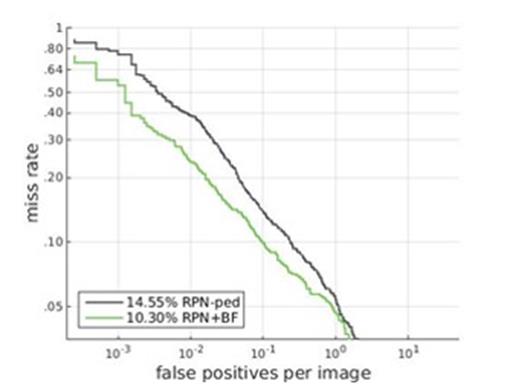 1
.80
.64
.50
.40
.30
.20
.10
.05
miss rate
14.55% RPN-ped
10.30% RPN+BF
10⁻³ 10⁻² 10⁻¹ 10⁰ 10¹
false positives per image